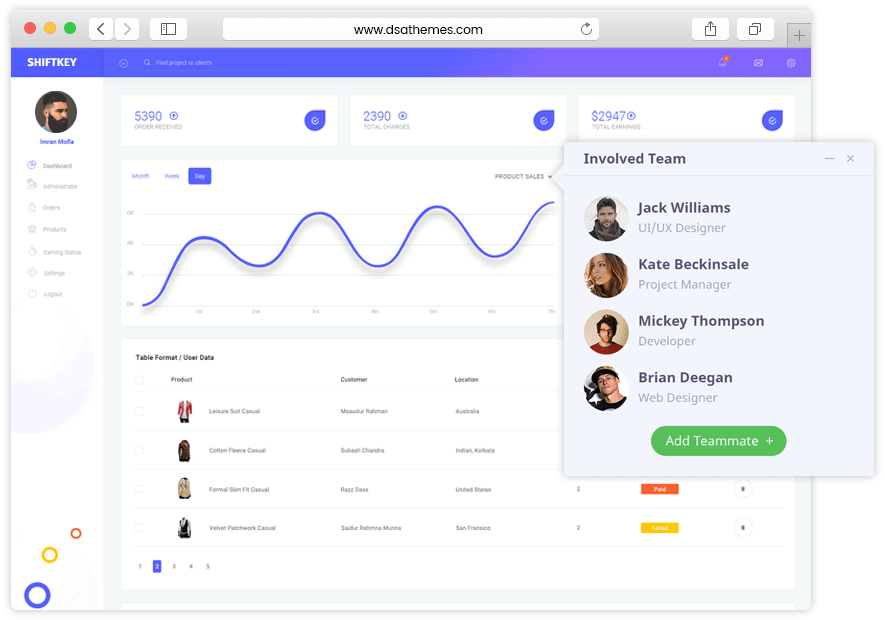 www.dsathemes.com
SHIFTKEY
Find project or clients
Imran Molla
Dashboard
Administrator
Orders
Products
Earning Status
Settings
Logout
5390
ORDER RECEIVED
2390
TOTAL CHARGES
$2947
TOTAL EARNINGS
Month Week Day
PRODUCT SALES
6K
4K
2K
0K
1st 2nd 3rd 4th 5th 6th 7th
Table Format / User Data
Product Customer Location
Leisure Suit Casual Masudur Rahman Australia
Cotton Fleece Casual Subash Chandra Indian, Kolkata
Formal Slim Fit Casual Razz Dass United States 2 Paid
Velvet Patchwork Casual Saidur Rahmns Munna San Fransico 2 Failed
1 2 3 4 5
Involved Team
Jack Williams
UI/UX Designer
Kate Beckinsale
Project Manager
Mickey Thompson
Developer
Brian Deegan
Web Designer
Add Teammate +